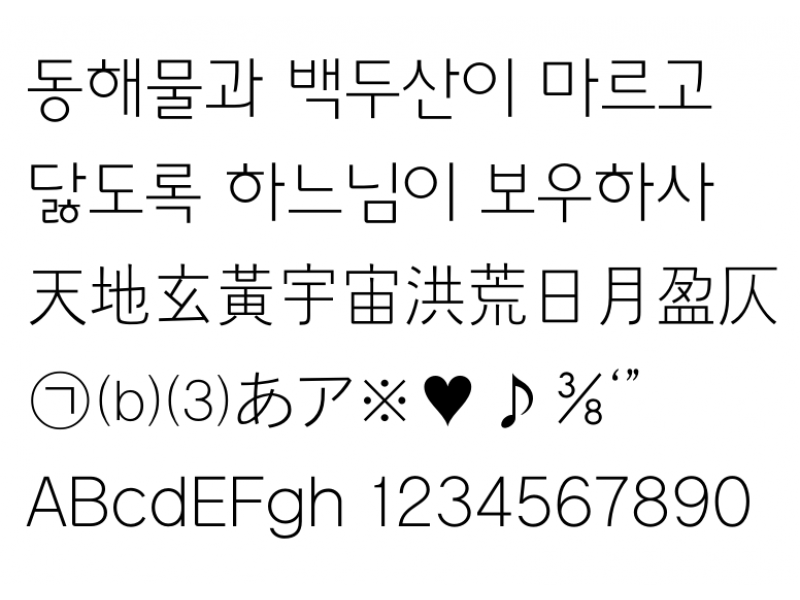 동해물과 백두산이 마르고
닳도록 하느님이 보우하사
天地玄黃宇宙洪荒日月盈仄
㉠⒝⑶あア※♥♪⅜‘”
ABcdEFgh 1234567890